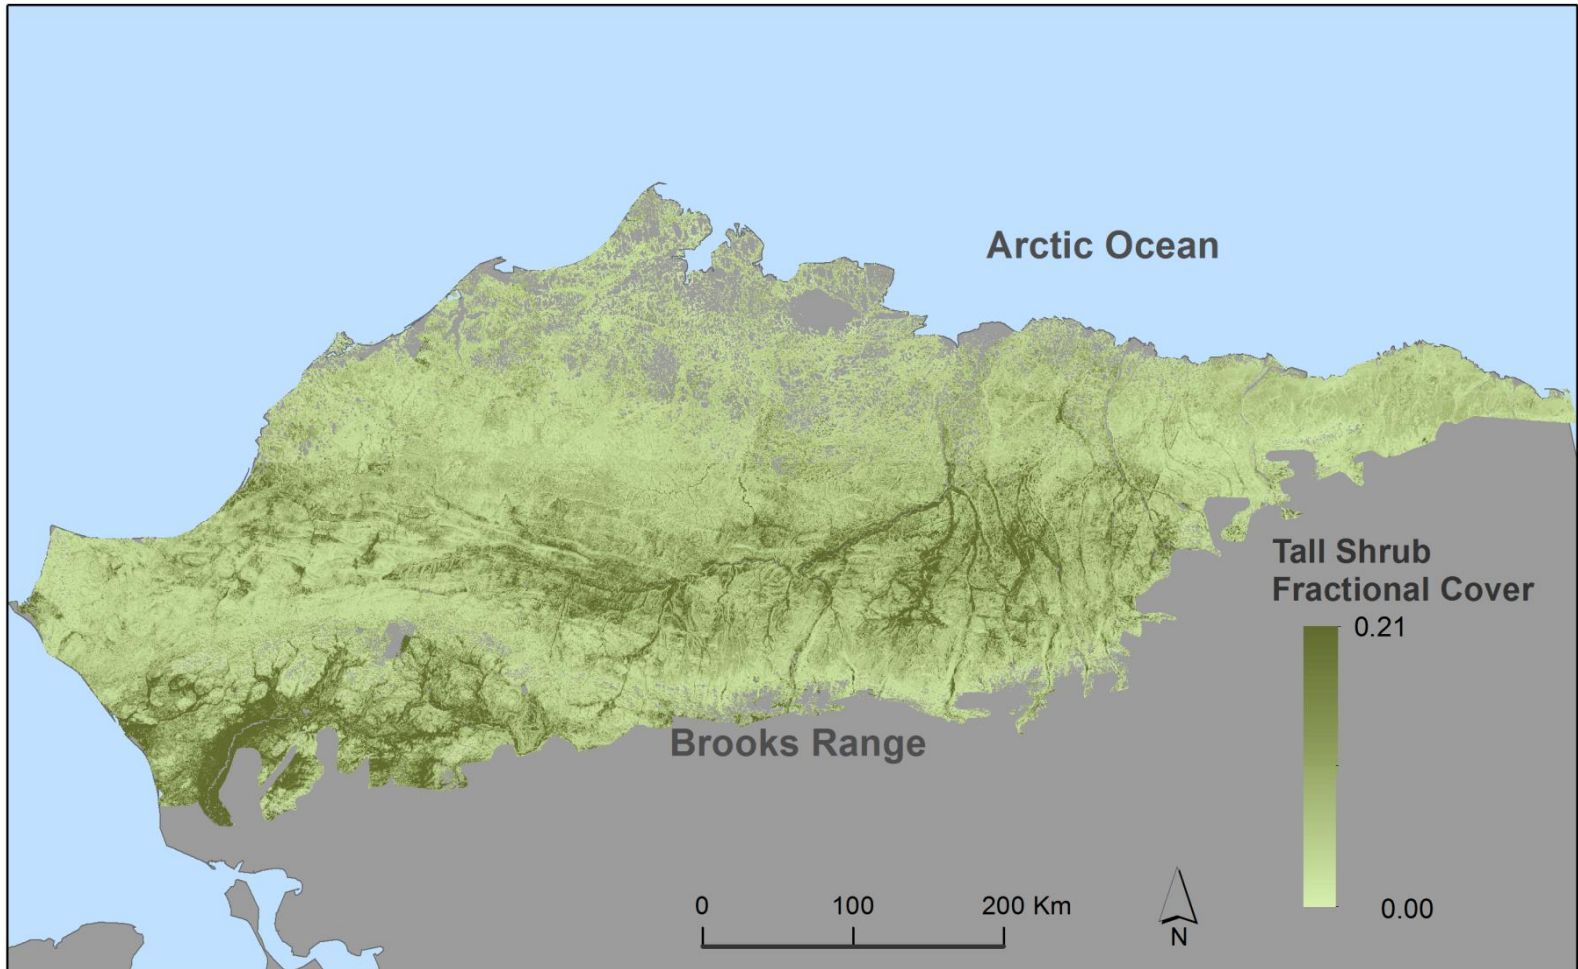 Arctic Ocean
Tall Shrub
Fractional Cover
0.21
Brooks Range
0 100 200 Km
N
0.00